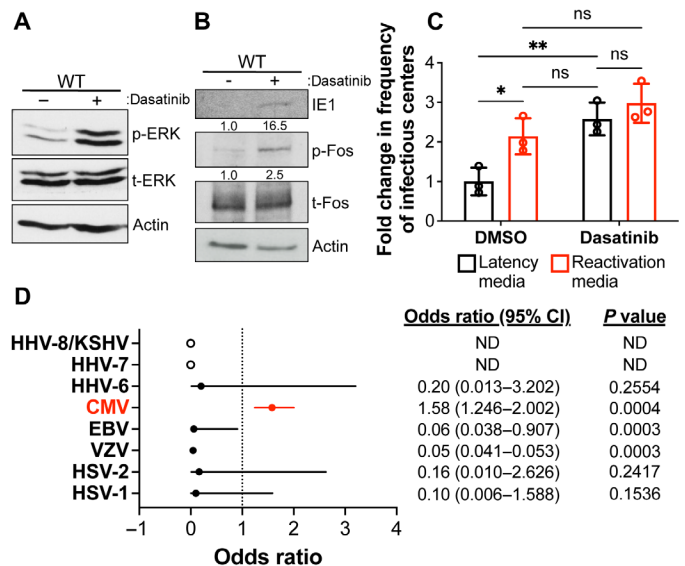 A
WT
– + :Dasatinib
p-ERK
t-ERK
Actin
B
WT
- + :Dasatinib
IE1
1.0 16.5
p-Fos
1.0 2.5
t-Fos
Actin
C
Fold change in frequency
of infectious centers
4
3
2
1
0
ns
** ns
* ns
DMSO Dasatinib
Latency media
Reactivation media
D
Odds ratio (95% CI) P value
HHV-8/KSHV ND ND
HHV-7 ND ND
HHV-6 0.20 (0.013–3.202) 0.2554
CMV 1.58 (1.246–2.002) 0.0004
EBV 0.06 (0.038–0.907) 0.0003
VZV 0.05 (0.041–0.053) 0.0003
HSV-2 0.16 (0.010–2.626) 0.2417
HSV-1 0.10 (0.006–1.588) 0.1536
–1 0 1 2 3 4
Odds ratio